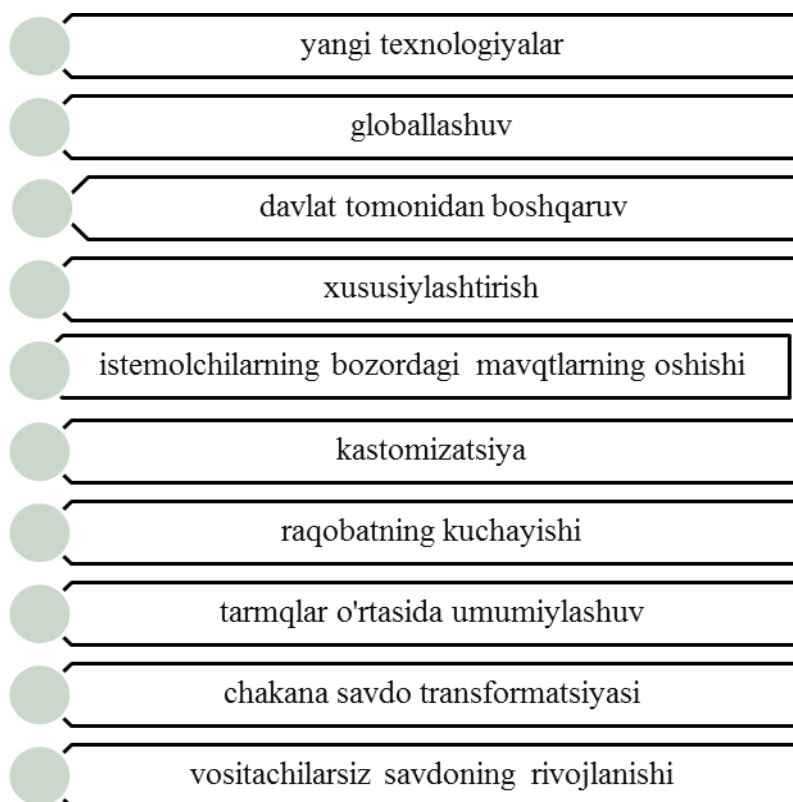 yangi texnologiyalar
globallashuv
davlat tomonidan boshqaruv
xususiylashtirish
istemolchilarning bozordagi mavqtlarning oshishi
kastomizatsiya
raqobatning kuchayishi
tarmqlar o'rtasida umumiylashuv
chakana savdo transformatsiyasi
vositachilarsiz savdoning rivojlanishi